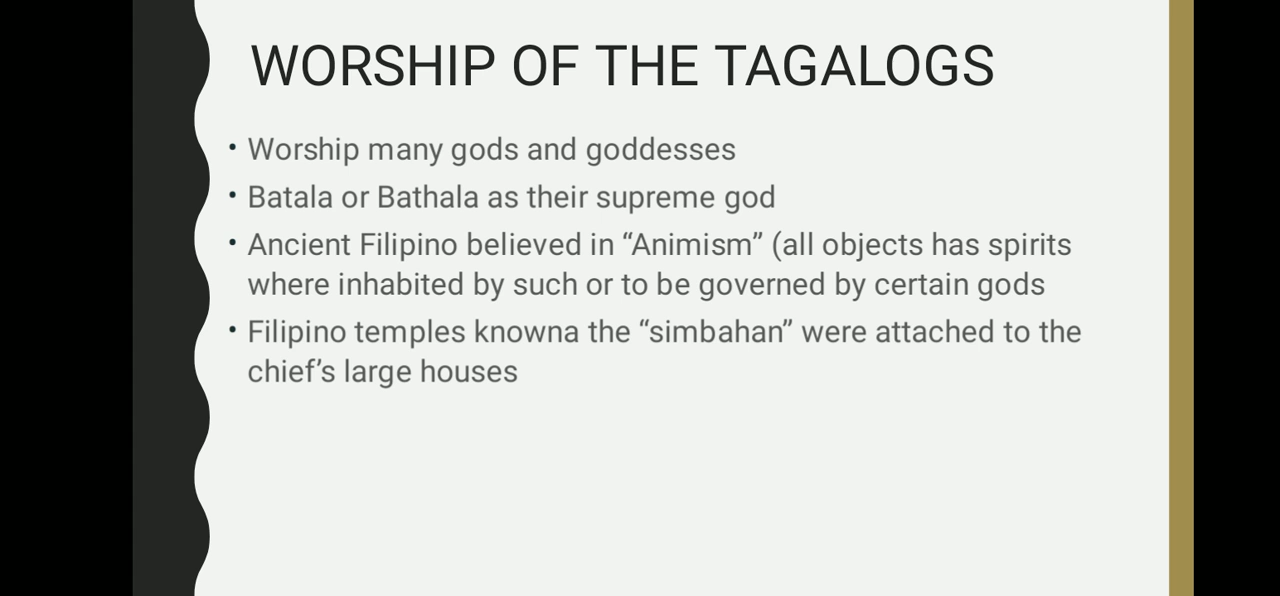 WORSHIP OF THE TAGALOGS
• Worship many gods and goddesses
• Batala or Bathala as their supreme god
• Ancient Filipino believed in “Animism” (all objects has spirits
where inhabited by such or to be governed by certain gods
• Filipino temples knowna the “simbahan” were attached to the
chief’s large houses